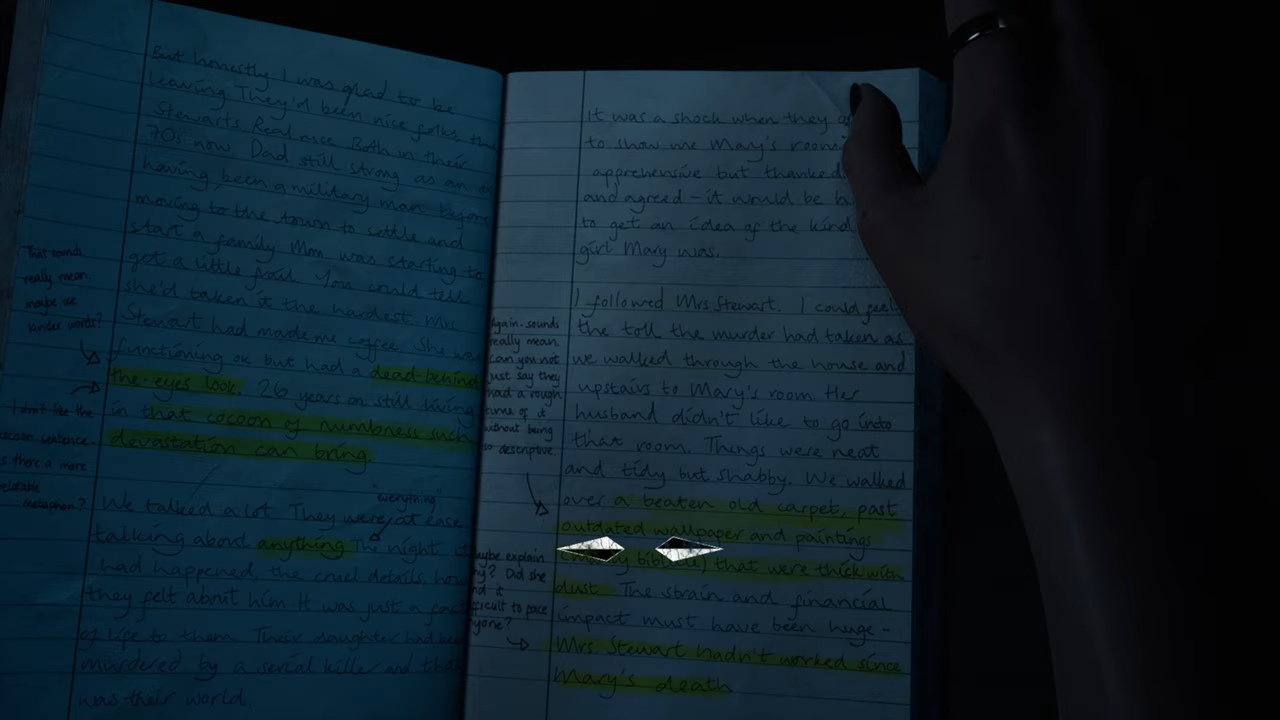 But honestly I was glad to be
leaving. They'd been nice folks, the
Stewarts. Real nice. Both in their
70s now. Dad still strong as an
having been a military man before
moving to the town to settle and
start a family. Mom was starting to
get a little frail. You could tell
she'd taken it the hardest. Mrs
Stewart had made me coffee. She was
functioning ok but had a dead behind
the eyes look. 26 years on still living
in that cocoon of numbness such
devastation can bring.
We talked a lot. They were at ease
talking about anything. The night it
had happened, the cruel details, how
they felt about him. It was just a fact
of life to them. Their daughter had been
murdered by a serial killer and that
was their world.
That sounds
really mean.
maybe use
kinder words?
I don't like the
cocoon sentence.
is there a more
relatable
metaphor?
"everything"
It was a shock when they
to show me Mary's room
apprehensive but thanked
and agreed - it would be
to get an idea of the kind
girl Mary was.
I followed Mrs Stewart. I could feel
the toll the murder had taken as
we walked through the house and
upstairs to Mary's room. Her
husband didn't like to go into
that room. Things were neat
and tidy but shabby. We walked
over a beaten old carpet, past
outdated wallpaper and paintings
that were thick with
dust. The strain and financial
impact must have been huge -
Mrs. Stewart hadn't worked since
Mary's death
Again - sounds
really mean.
can you not
just say they
had a rough
time of it
without being
so descriptive.
Maybe explain
why? Did she
find it
difficult to face
anyone?